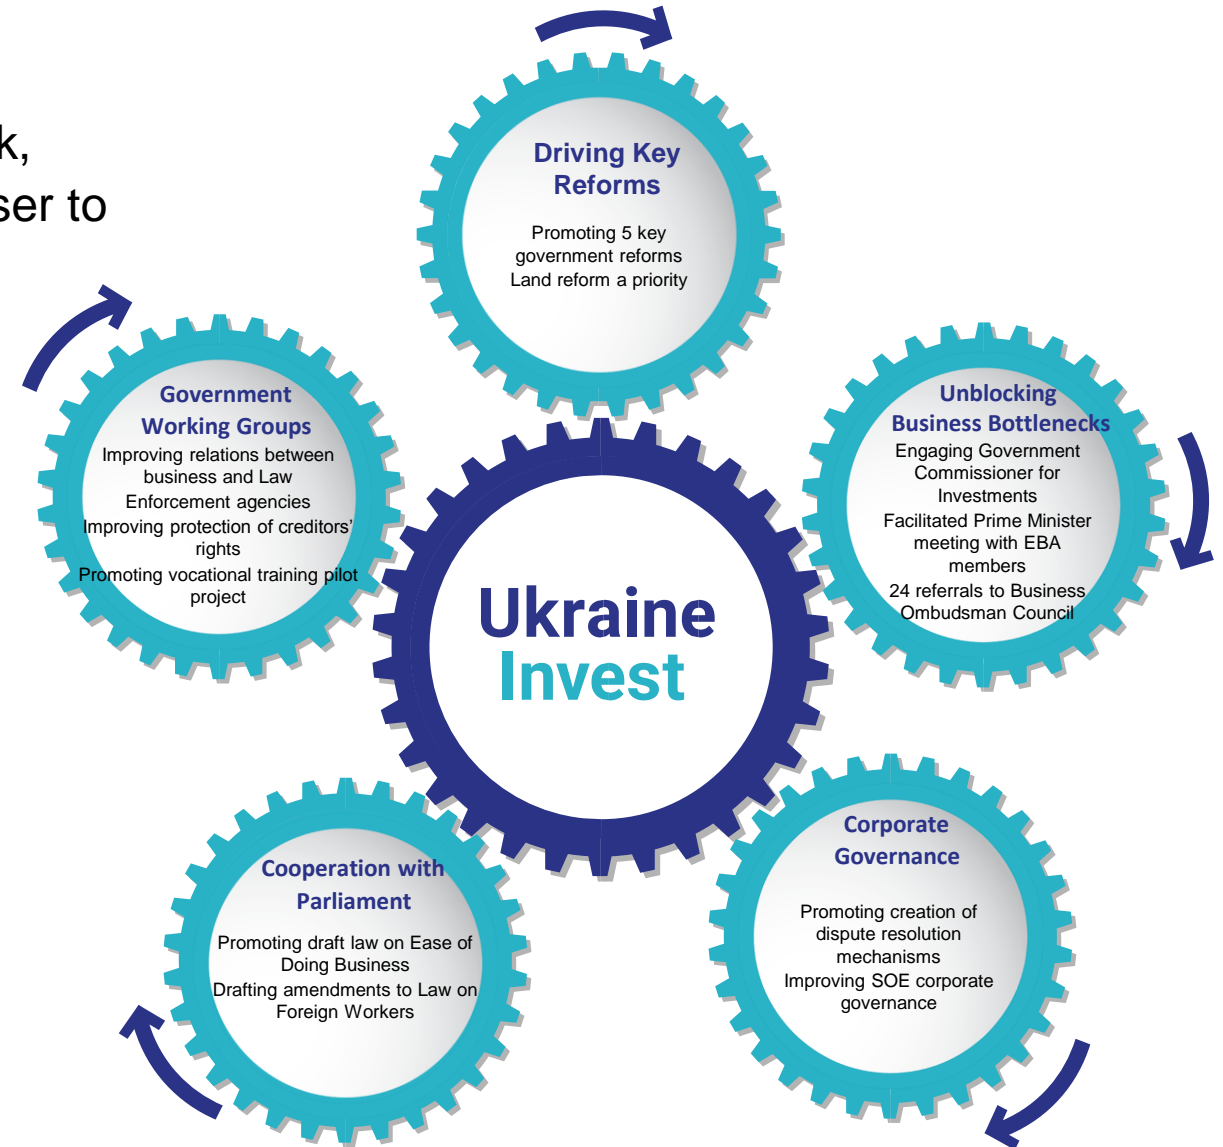 k,
ser to
Driving Key
Reforms
Promoting 5 key
government reforms
Land reform a priority
Government
Working Groups
Improving relations between
business and Law
Enforcement agencies
Improving protection of creditors'
rights
Promoting vocational training pilot
project
Unblocking
Business Bottlenecks
Engaging Government
Commissioner for
Investments
Facilitated Prime Minister
meeting with EBA
members
24 referrals to Business
Ombudsman Council
Ukraine
Invest
Cooperation with
Parliament
Promoting draft law on Ease of
Doing Business
Drafting amendments to Law on
Foreign Workers
Corporate
Governance
Promoting creation of
dispute resolution
mechanisms
Improving SOE corporate
governance